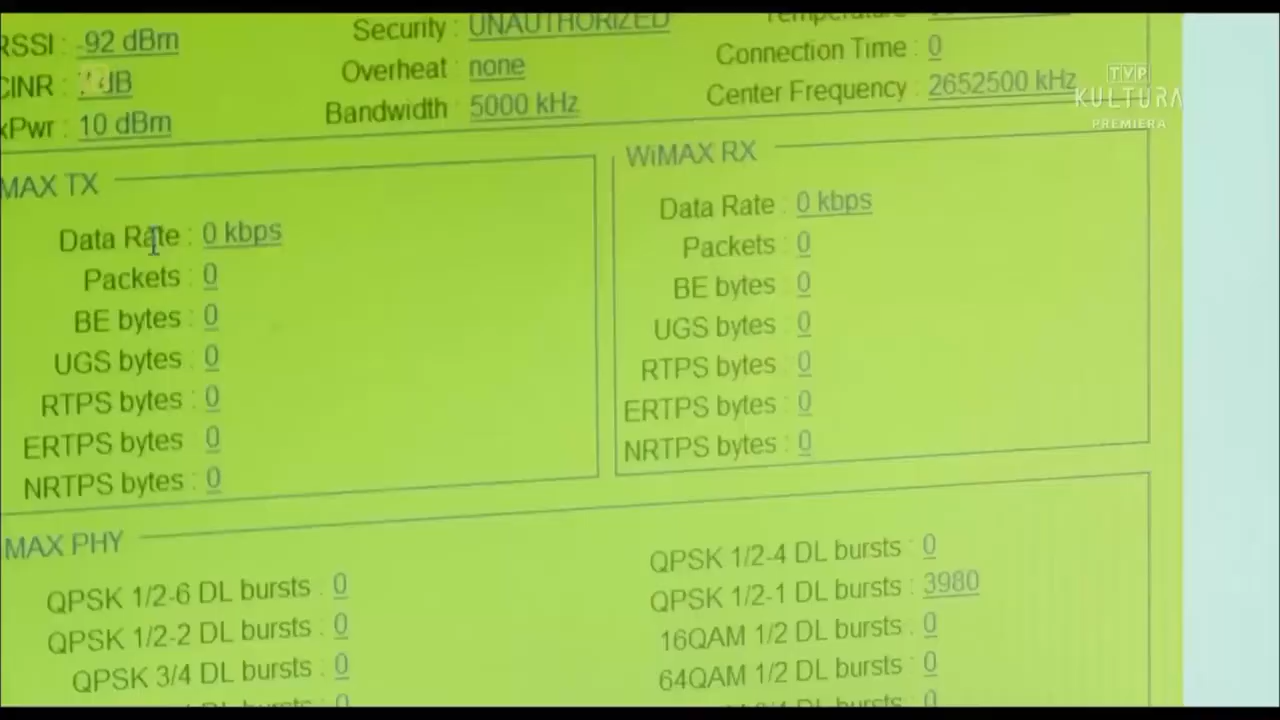 RSSI : -92 dBm
Security : UNAUTHORIZED
Temperature
CINR : dB
Overheat : none
Connection Time : 0
xPwr : 10 dBm
Bandwidth : 5000 kHz
Center Frequency : 2652500 kHz
TVP
KULTURA
PREMIERA
MAX TX
Data Rate : 0 kbps
Packets : 0
BE bytes : 0
UGS bytes : 0
RTPS bytes : 0
ERTPS bytes : 0
NRTPS bytes : 0
WiMAX RX
Data Rate : 0 kbps
Packets : 0
BE bytes : 0
UGS bytes : 0
RTPS bytes : 0
ERTPS bytes : 0
NRTPS bytes : 0
MAX PHY
QPSK 1/2-6 DL bursts : 0
QPSK 1/2-4 DL bursts : 0
QPSK 1/2-2 DL bursts : 0
QPSK 1/2-1 DL bursts : 3980
QPSK 3/4 DL bursts : 0
16QAM 1/2 DL bursts : 0
64QAM 1/2 DL bursts : 0